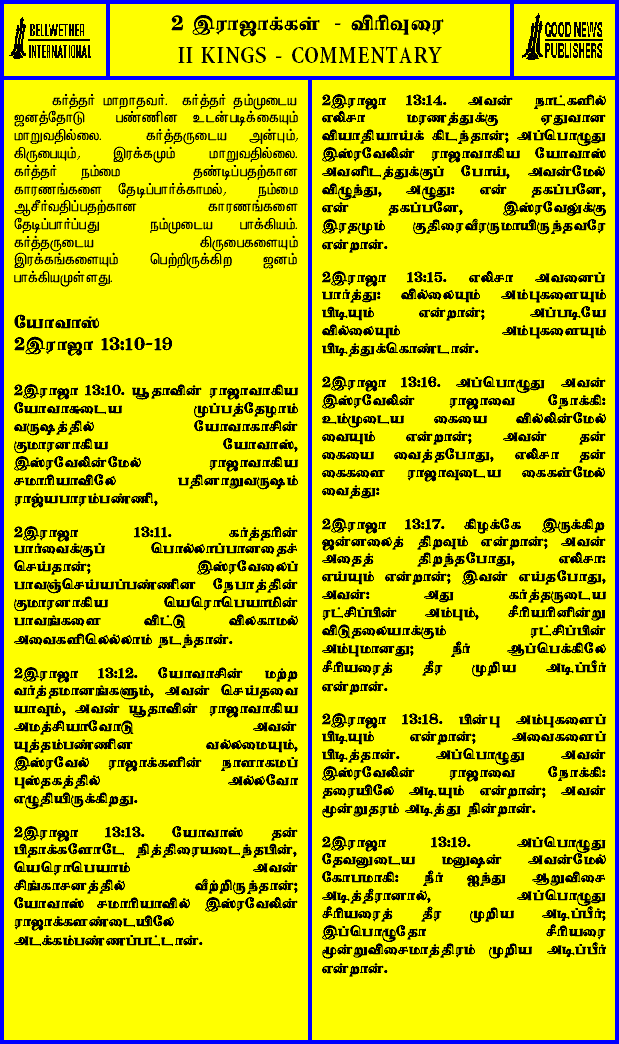 BELLWETHER
INTERNATIONAL
2 இராஜாக்கள் - விரிவுரை
II KINGS - COMMENTARY
GOOD NEWS
PUBLISHERS
கர்த்தர் மாறாதவர். கர்த்தர் தம்முடைய
ஜனத்தோடு பண்ணின உடன்படிக்கையும்
மாறுவதில்லை. கர்த்தருடைய அன்பும்,
கிருபையும், இரக்கமும் மாறுவதில்லை.
கர்த்தர் நம்மை தண்டிப்பதற்கான
காரணங்களை தேடிப்பார்க்காமல், நம்மை
ஆசீர்வதிப்பதற்கான காரணங்களை
தேடிப்பார்ப்பது நம்முடைய பாக்கியம்.
கர்த்தருடைய கிருபைகளையும்
இரக்கங்களையும் பெற்றிருக்கிற ஜனம்
பாக்கியமுள்ளது.
யோவாஸ்
2இராஜா 13:10-19
2இராஜா 13:10. யூதாவின் ராஜாவாகிய
யோவாசுடைய முப்பத்தேழாம்
வருஷத்தில் யோவாகாசின்
குமாரனாகிய யோவாஸ்,
இஸ்ரவேலின்மேல் ராஜாவாகி
சமாரியாவிலே பதினாறுவருஷம்
ராஜ்யபாரம்பண்ணி,
2இராஜா 13:11. கர்த்தரின்
பார்வைக்குப் பொல்லாப்பானதைச்
செய்தான்; இஸ்ரவேலைப்
பாவஞ்செய்யப்பண்ணின நேபாத்தின்
குமாரனாகிய யெரொபெயாமின்
பாவங்களை விட்டு விலகாமல்
அவைகளிலெல்லாம் நடந்தான்.
2இராஜா 13:12. யோவாசின் மற்ற
வர்த்தமானங்களும், அவன் செய்தவை
யாவும், அவன் யூதாவின் ராஜாவாகிய
அமத்சியாவோடு அவன்
யுத்தம்பண்ணின வல்லமையும்,
இஸ்ரவேல் ராஜாக்களின் நாளாகமப்
புஸ்தகத்தில் அல்லவோ
எழுதியிருக்கிறது.
2இராஜா 13:13. யோவாஸ் தன்
பிதாக்களோடே நித்திரையடைந்தபின்,
யெரொபெயாம் அவன்
சிங்காசனத்தில் வீற்றிருந்தான்;
யோவாஸ் சமாரியாவில் இஸ்ரவேலின்
ராஜாக்களண்டையிலே
அடக்கம்பண்ணப்பட்டான்.
2இராஜா 13:14. அவன் நாட்களில்
எலிசா மரணத்துக்கு ஏதுவான
வியாதியாய்க் கிடந்தான்; அப்பொழுது
இஸ்ரவேலின் ராஜாவாகிய யோவாஸ்
அவனிடத்துக்குப் போய், அவன்மேல்
விழுந்து, அழுது: என் தகப்பனே,
என் தகப்பனே, இஸ்ரவேலுக்கு
இரதமும் குதிரைவீரருமாயிருந்தவரே
என்றான்.
2இராஜா 13:15. எலிசா அவனைப்
பார்த்து: வில்லையும் அம்புகளையும்
பிடியும் என்றான்; அப்படியே
வில்லையும் அம்புகளையும்
பிடித்துக்கொண்டான்.
2இராஜா 13:16. அப்பொழுது அவன்
இஸ்ரவேலின் ராஜாவை நோக்கி:
உம்முடைய கையை வில்லின்மேல்
வையும் என்றான்; அவன் தன்
கையை வைத்தபோது, எலிசா தன்
கைகளை ராஜாவுடைய கைகள்மேல்
வைத்து:
2இராஜா 13:17. கிழக்கே இருக்கிற
ஜன்னலைத் திறவும் என்றான்; அவன்
அதைத் திறந்தபோது, எலிசா:
எய்யும் என்றான்; இவன் எய்தபோது,
அவன்: அது கர்த்தருடைய
ரட்சிப்பின் அம்பும், சீரியரினின்று
விடுதலையாக்கும் ரட்சிப்பின்
அம்புமானது; நீர் ஆப்பெக்கிலே
சீரியரைத் தீர முறிய அடிப்பீர்
என்றான்.
2இராஜா 13:18. பின்பு அம்புகளைப்
பிடியும் என்றான்; அவைகளைப்
பிடித்தான். அப்பொழுது அவன்
இஸ்ரவேலின் ராஜாவை நோக்கி:
தரையிலே அடியும் என்றான்; அவன்
மூன்றுதரம் அடித்து நின்றான்.
2இராஜா 13:19. அப்பொழுது
தேவனுடைய மனுஷன் அவன்மேல்
கோபமாகி: நீர் ஐந்து ஆறுவிசை
அடித்தீரானால், அப்பொழுது
சீரியரைத் தீர முறிய அடிப்பீர்;
இப்பொழுதோ சீரியரை
மூன்றுவிசைமாத்திரம் முறிய அடிப்பீர்
என்றான்.